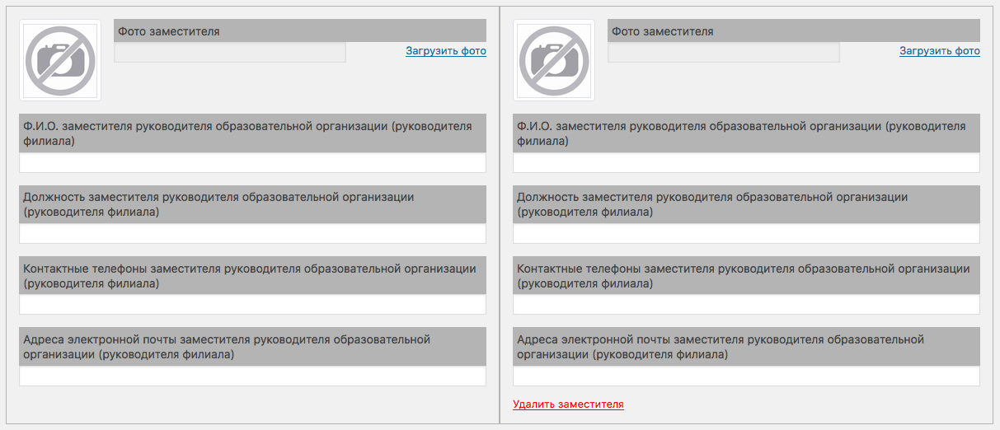 Фото заместителя
Загрузить фото
Ф.И.О. заместителя руководителя образовательной организации (руководителя
филиала)
Должность заместителя руководителя образовательной организации
(руководителя филиала)
Контактные телефоны заместителя руководителя образовательной организации
(руководителя филиала)
Адреса электронной почты заместителя руководителя образовательной
организации (руководителя филиала)
Фото заместителя
Загрузить фото
Ф.И.О. заместителя руководителя образовательной организации (руководителя
филиала)
Должность заместителя руководителя образовательной организации
(руководителя филиала)
Контактные телефоны заместителя руководителя образовательной организации
(руководителя филиала)
Адреса электронной почты заместителя руководителя образовательной
организации (руководителя филиала)
Удалить заместителя